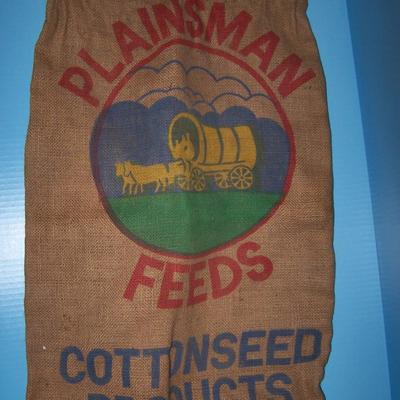 PLAINSMAN
FEEDS
COTTONSEED
PRODUCTS